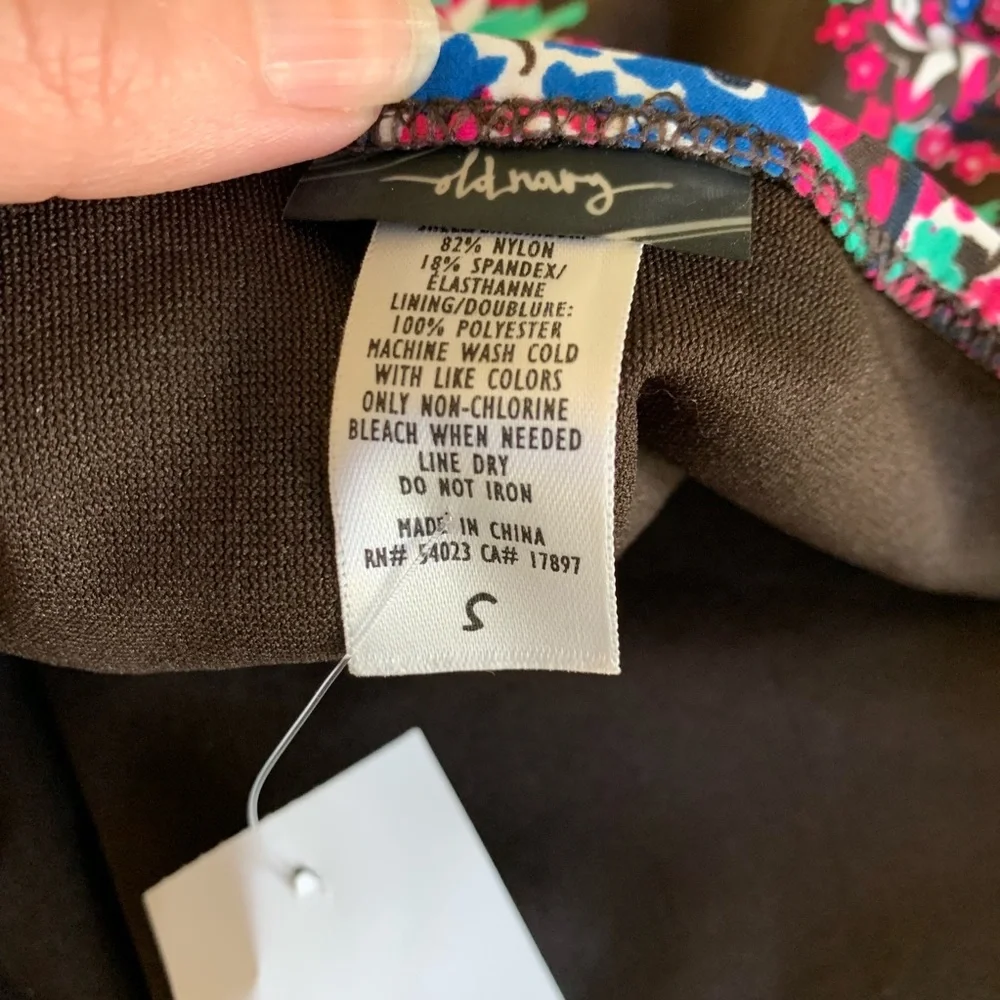 old navy
82% NYLON
18% SPANDEX/
ÉLASTHANNE
LINING/DOUBLURE:
100% POLYESTER
MACHINE WASH COLD
WITH LIKE COLORS
ONLY NON-CHLORINE
BLEACH WHEN NEEDED
LINE DRY
DO NOT IRON
MADE IN CHINA
RN# 54023 CA# 17897
S